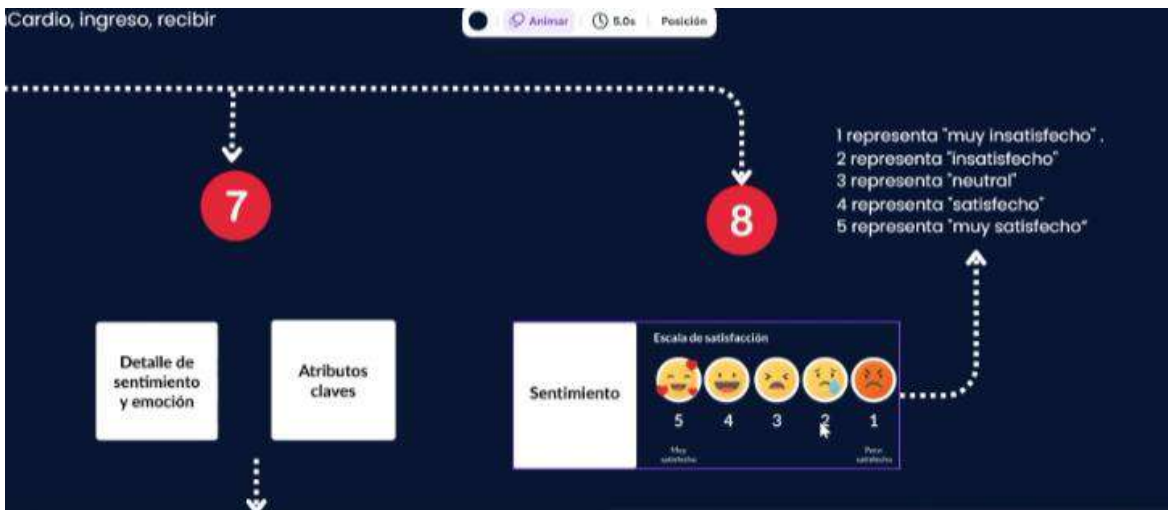 Cardio, ingreso, recibir
Animar 5.0s Posición
1 representa "muy insatisfecho" .
2 representa "insatisfecho"
3 representa "neutral"
4 representa "satisfecho"
5 representa "muy satisfecho"
7
8
Detalle de
sentimiento
y emoción
Atributos
claves
Sentimiento
Escala de satisfacción
5 4 3 2 1
Muy
satisfecho
Poco
satisfecho